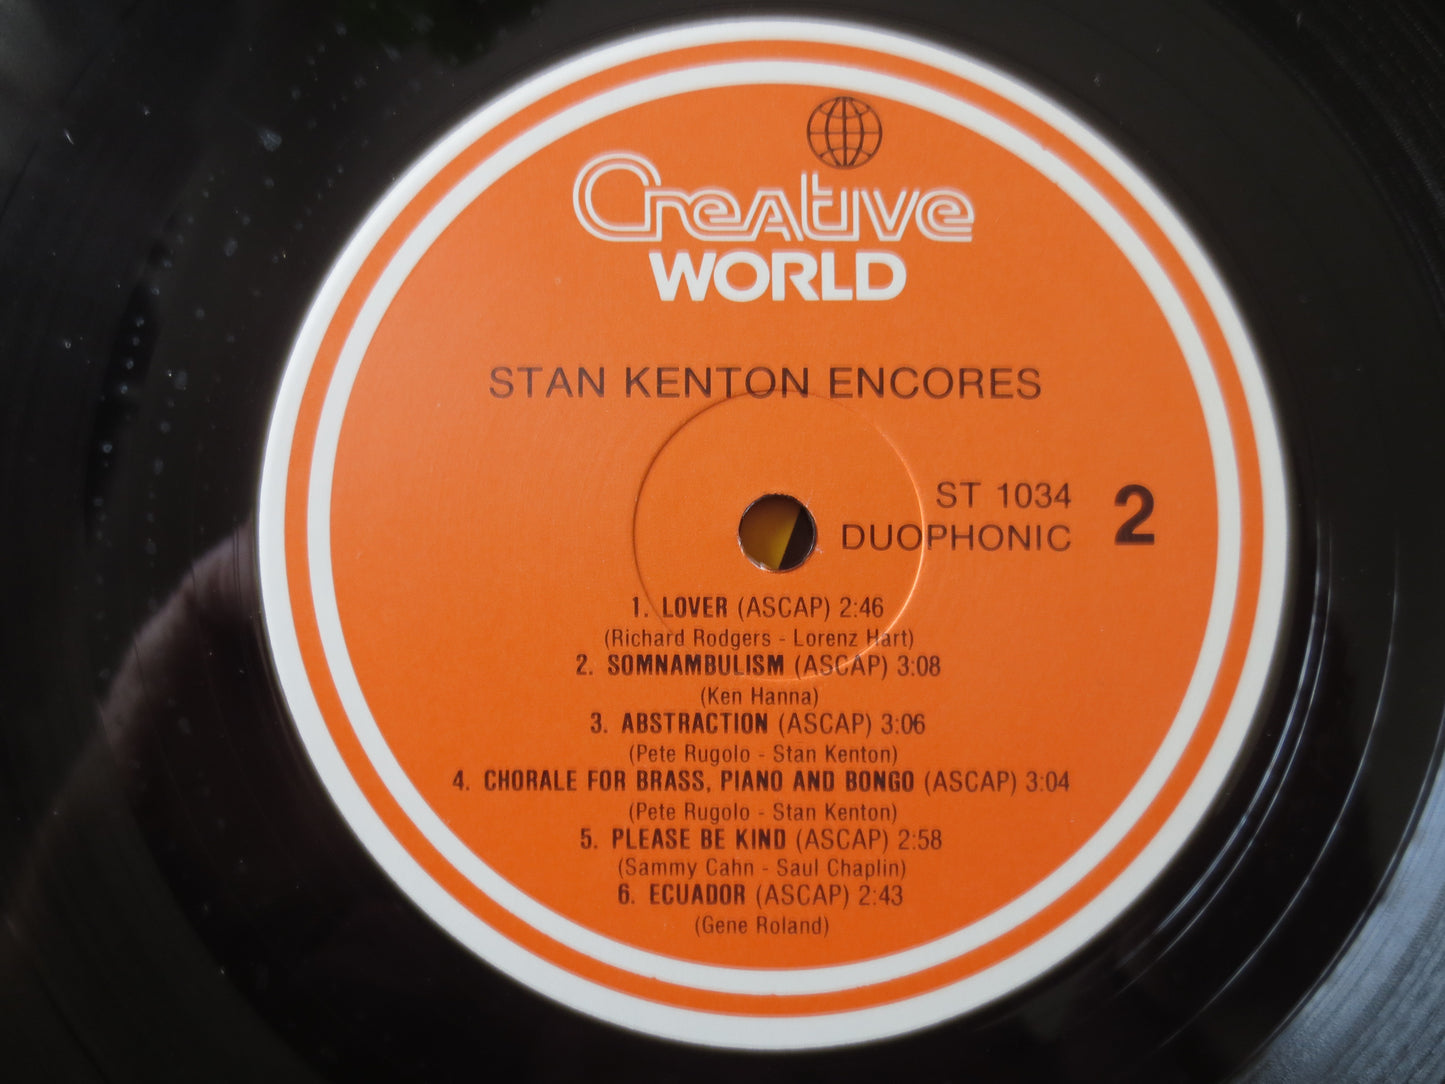 Creative
WORLD
STAN KENTON ENCORES
ST 1034
DUOPHONIC
2
1. LOVER (ASCAP) 2:46
(Richard Rodgers - Lorenz Hart)
2. SOMNAMBULISM (ASCAP) 3:08
(Ken Hanna)
3. ABSTRACTION (ASCAP) 3:06
(Pete Rugolo - Stan Kenton)
4. CHORALE FOR BRASS, PIANO AND BONGO (ASCAP) 3:04
(Pete Rugolo - Stan Kenton)
5. PLEASE BE KIND (ASCAP) 2:58
(Sammy Cahn - Saul Chaplin)
6. ECUADOR (ASCAP) 2:43
(Gene Roland)